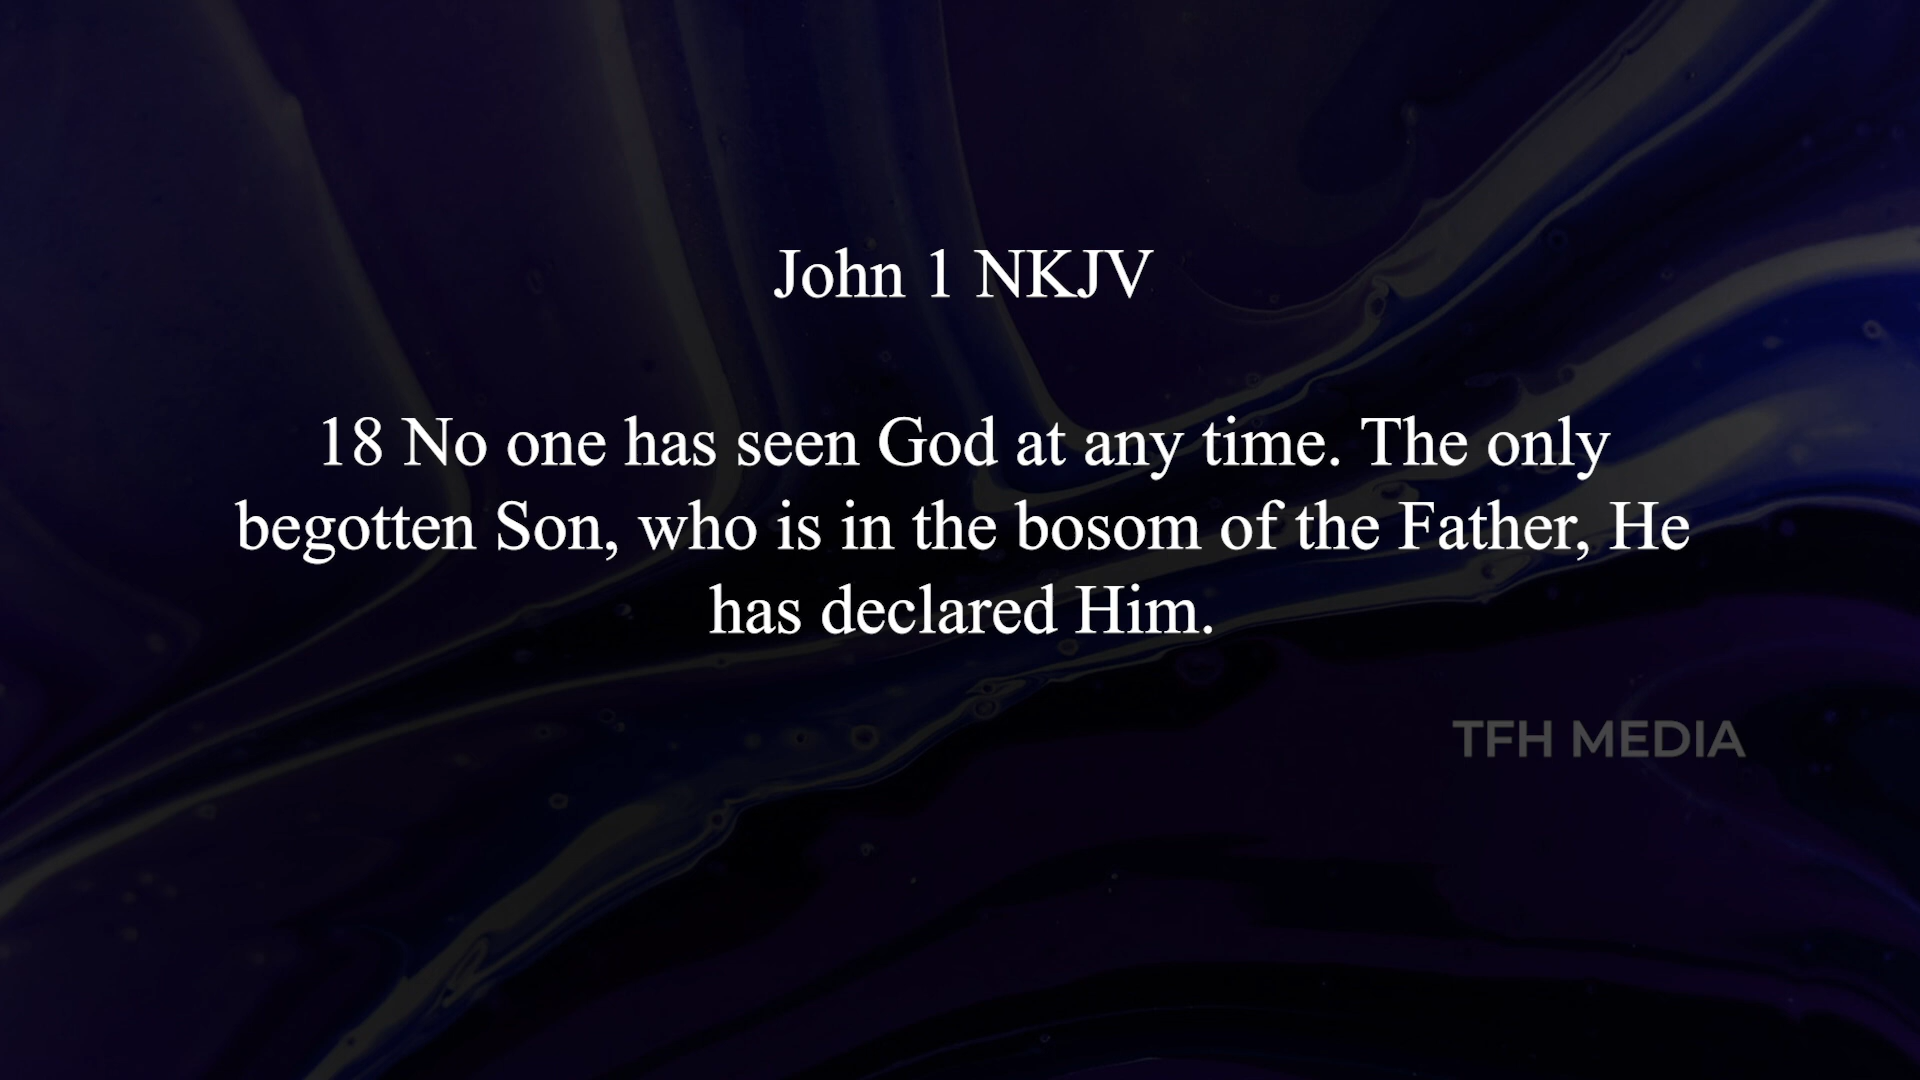 John 1 NKJV
18 No one has seen God at any time. The only
begotten Son, who is in the bosom of the Father, He
has declared Him.
TFH MEDIA